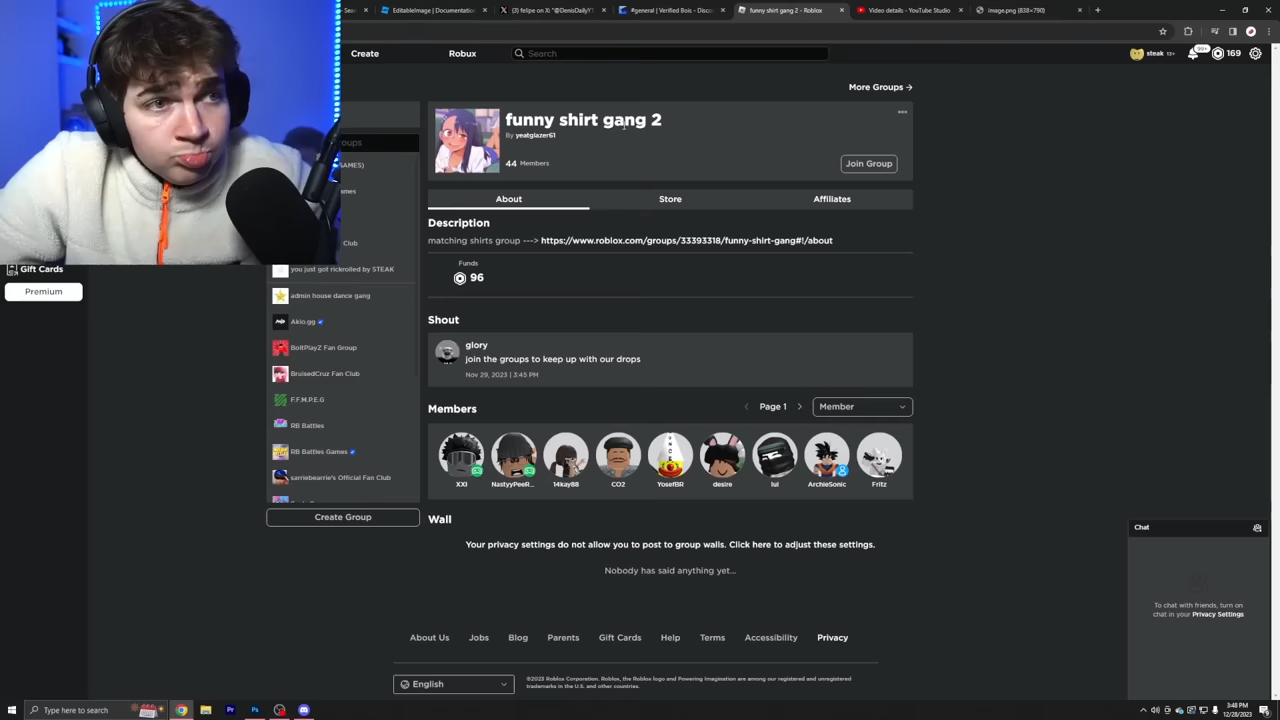 EditableImage | Documentation
(3) felipe on X: "@DenisDailyY
#general | Verified Bois - Disco
funny shirt gang 2 - Roblox
Video details - YouTube Studio
image.png (838×799)
Create
Robux
Search
steak 13+
99+
169
More Groups
funny shirt gang 2
By yeatglazer61
44 Members
Join Group
About
Store
Affiliates
Description
matching shirts group ---> https://www.roblox.com/groups/33393318/funny-shirt-gang#!/about
Funds
96
Shout
glory
join the groups to keep up with our drops
Nov 29, 2023 | 3:45 PM
Members
Page 1
Member
XXI
NastyyPeeR...
14kay88
CO2
YosefBR
desire
lul
ArchieSonic
Fritz
Wall
Your privacy settings do not allow you to post to group walls. Click here to adjust these settings.
Nobody has said anything yet...
Club
Gift Cards
Premium
you just got rickrolled by STEAK
admin house dance gang
Akio.gg
BoltPlayZ Fan Group
BruisedCruz Fan Club
F.F.M.P.E.G
RB Battles
RB Battles Games
sarriebearrie's Official Fan Club
Create Group
Chat
To chat with friends, turn on
chat in your Privacy Settings
About Us
Jobs
Blog
Parents
Gift Cards
Help
Terms
Accessibility
Privacy
English
©2023 Roblox Corporation. Roblox, the Roblox logo and Powering Imagination are among our registered and unregistered
trademarks in the U.S. and other countries.
Type here to search
3:48 PM
12/28/2023